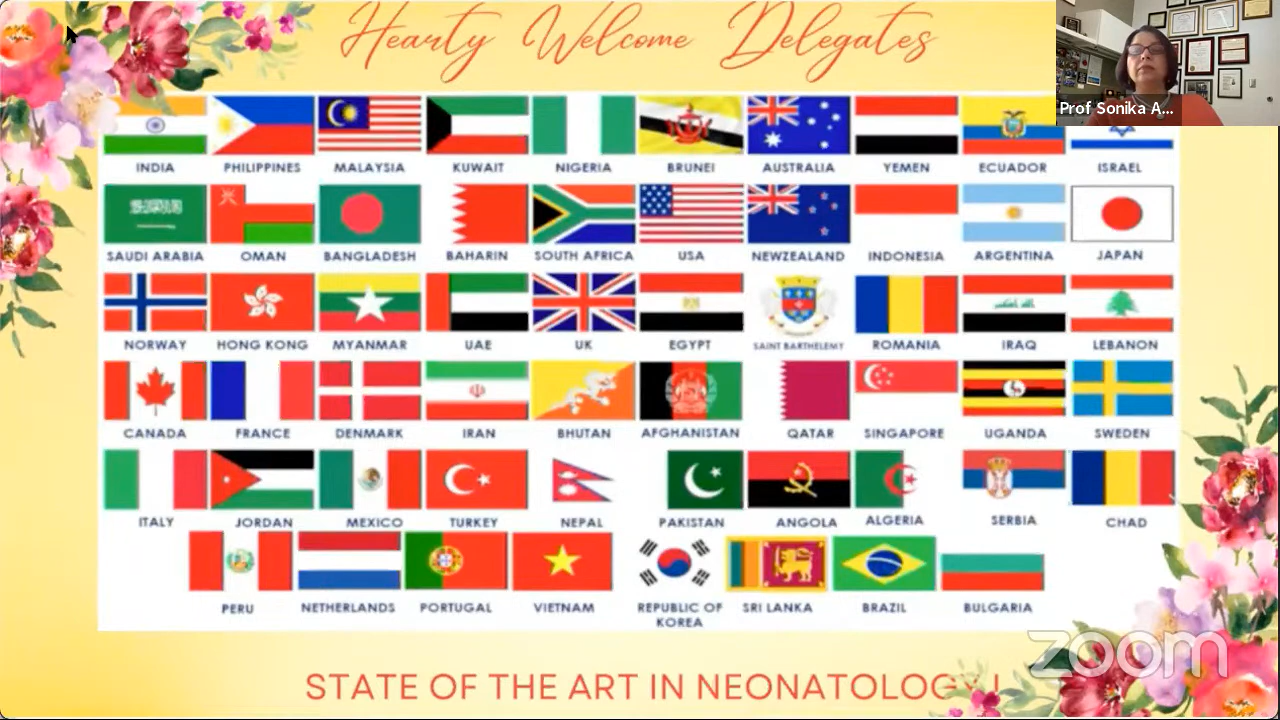 Hearty Welcome Delegates
Prof Sonika A...
INDIA PHILIPPINES MALAYSIA KUWAIT NIGERIA BRUNEI AUSTRALIA YEMEN ECUADOR ISRAEL
SAUDI ARABIA OMAN BANGLADESH BAHARIN SOUTH AFRICA USA NEWZEALAND INDONESIA ARGENTINA JAPAN
NORWAY HONG KONG MYANMAR UAE UK EGYPT SAINT BARTHELEMY ROMANIA IRAQ LEBANON
CANADA FRANCE DENMARK IRAN BHUTAN AFGHANISTAN QATAR SINGAPORE UGANDA SWEDEN
ITALY JORDAN MEXICO TURKEY NEPAL PAKISTAN ANGOLA ALGERIA SERBIA CHAD
PERU NETHERLANDS PORTUGAL VIETNAM REPUBLIC OF SRI LANKA BRAZIL BULGARIA
KOREA
zoom
STATE OF THE ART IN